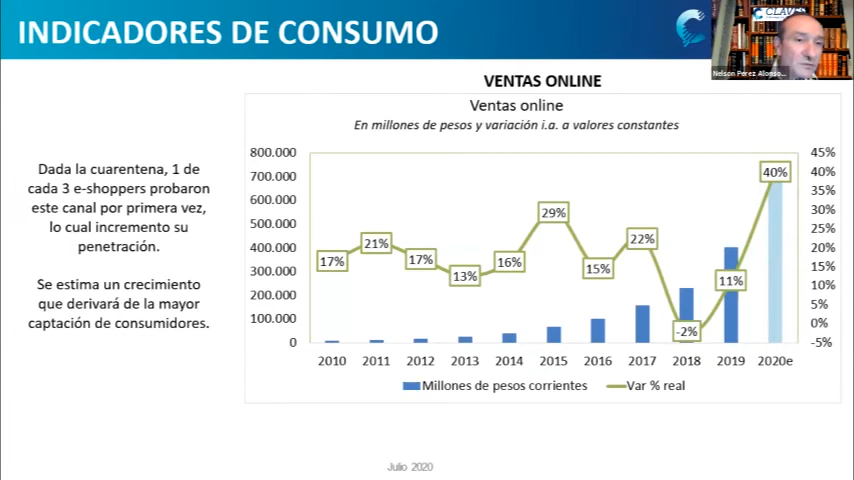 INDICADORES DE CONSUMO
CLAVES
Nelson Perez Alonso...
VENTAS ONLINE
Ventas online
En millones de pesos y variación i.a. a valores constantes
Dada la cuarentena, 1 de
cada 3 e-shoppers probaron
este canal por primera vez,
lo cual incremento su
penetración.
Se estima un crecimiento
que derivará de la mayor
captación de consumidores.
800.000
700.000
600.000
500.000
400.000
300.000
200.000
100.000
0
17%
21%
17%
13%
16%
29%
15%
22%
-2%
11%
40%
45%
40%
35%
30%
25%
20%
15%
10%
5%
0%
-5%
2010 2011 2012 2013 2014 2015 2016 2017 2018 2019 2020e
Millones de pesos corrientes Var % real
Julio 2020